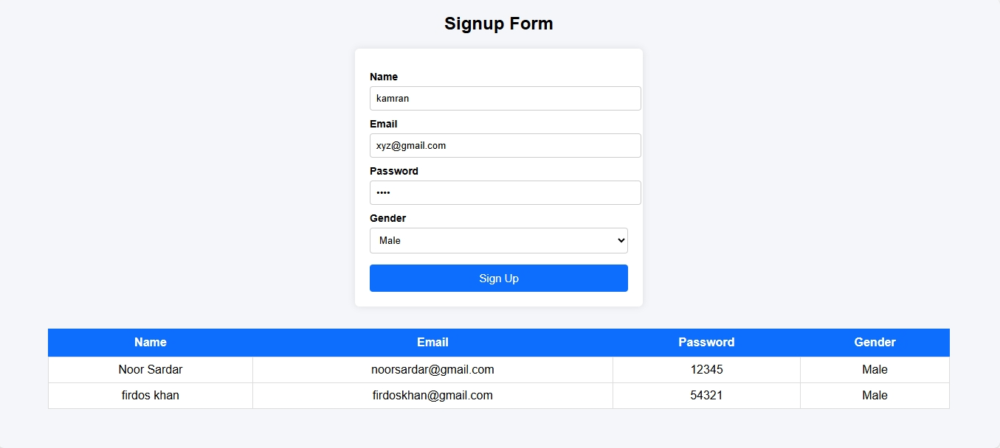 Signup Form
Name
kamran
Email
xyz@gmail.com
Password
••••
Gender
Male
Sign Up
Name Email Password Gender
Noor Sardar noorsardar@gmail.com 12345 Male
firdos khan firdoskhan@gmail.com 54321 Male